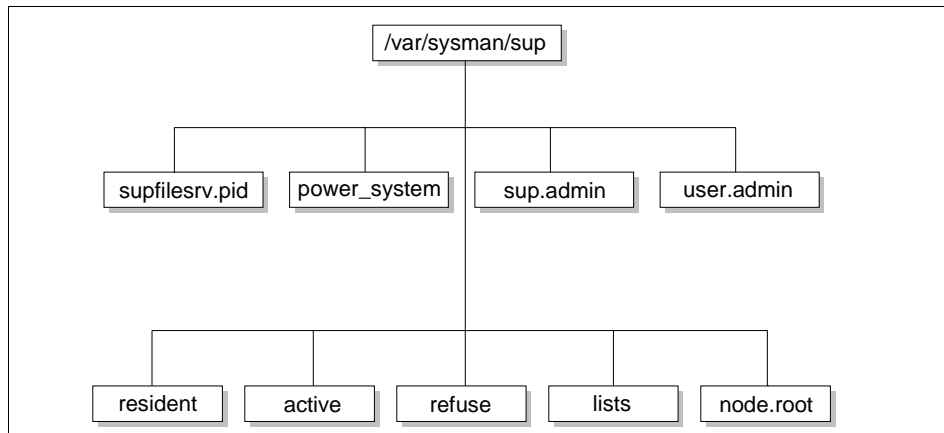 /var/sysman/sup
supfilesrv.pid
power_system
sup.admin
user.admin
resident
active
refuse
lists
node.root